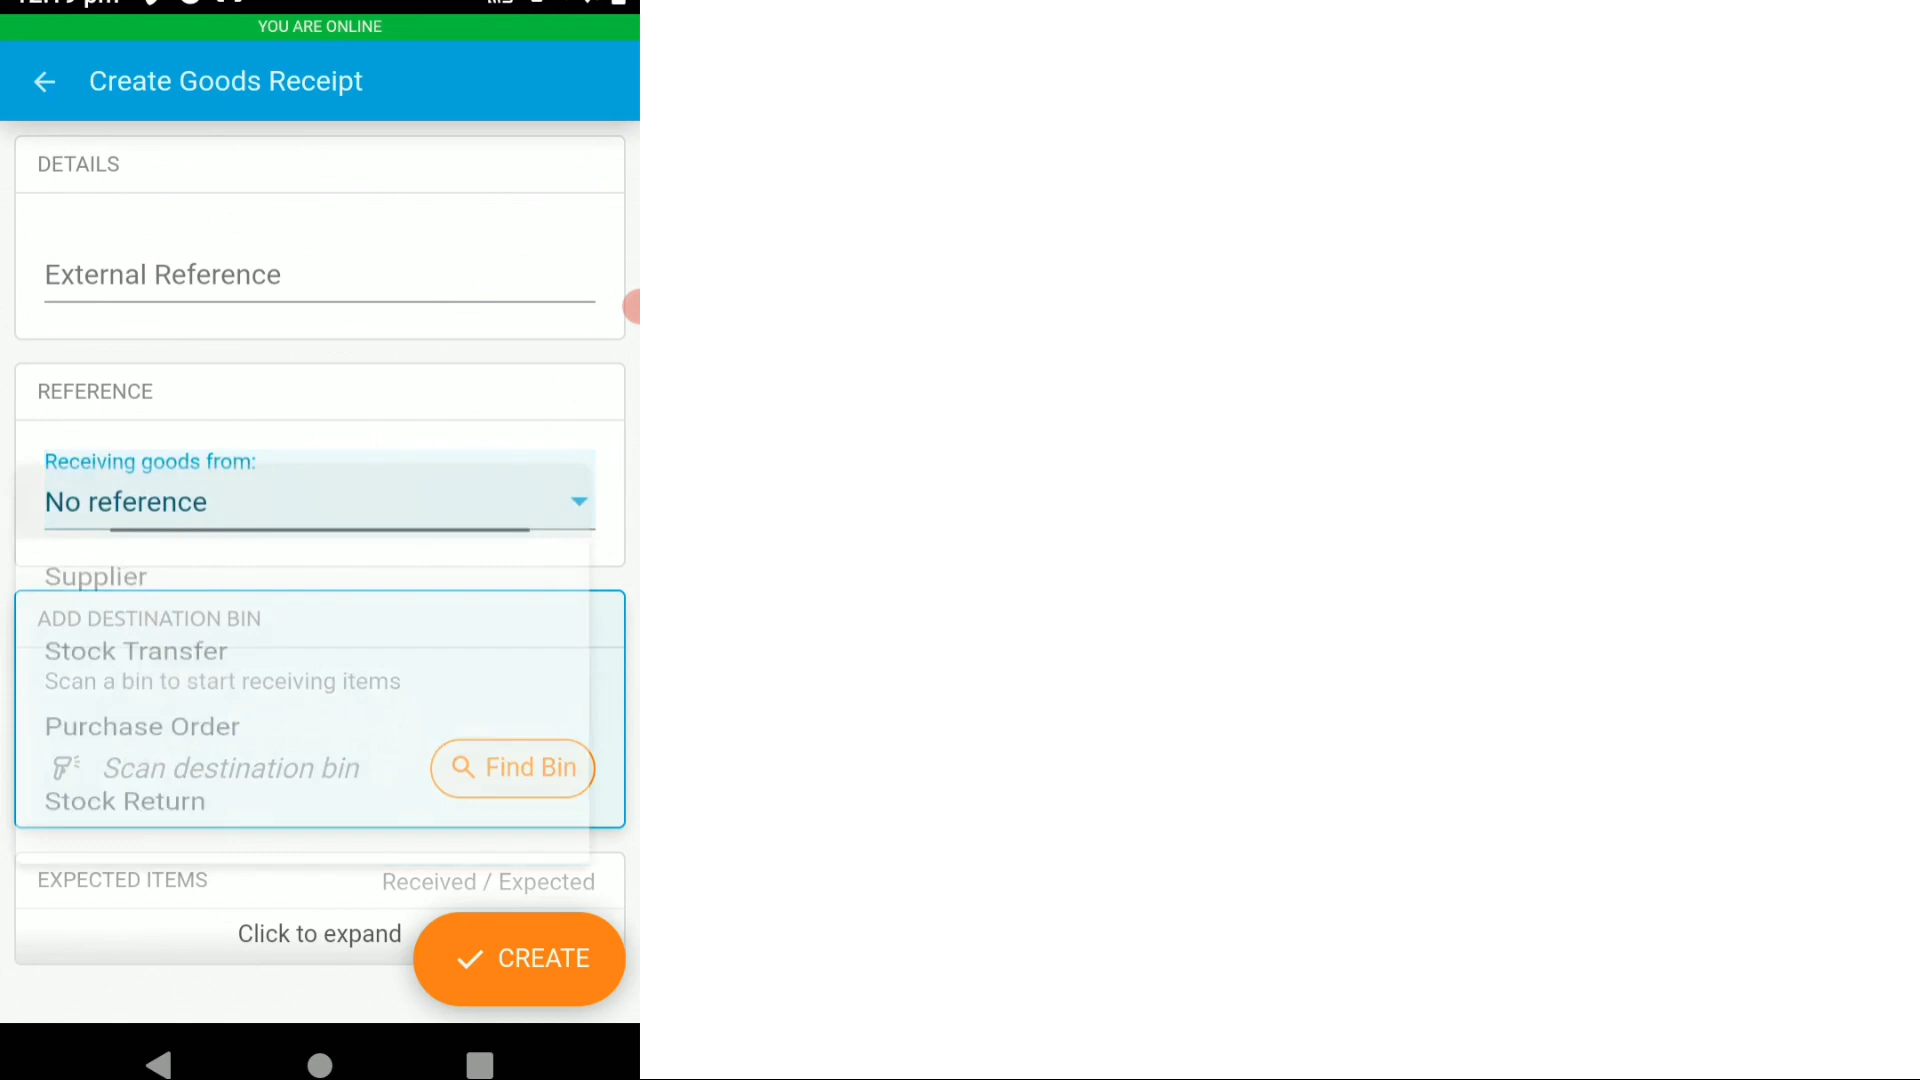 YOU ARE ONLINE
Create Goods Receipt
DETAILS
External Reference
REFERENCE
Receiving goods from:
No reference
Supplier
ADD DESTINATION BIN
Stock Transfer
Scan a bin to start receiving items
Purchase Order
Scan destination bin
Find Bin
Stock Return
EXPECTED ITEMS
Received / Expected
Click to expand
CREATE